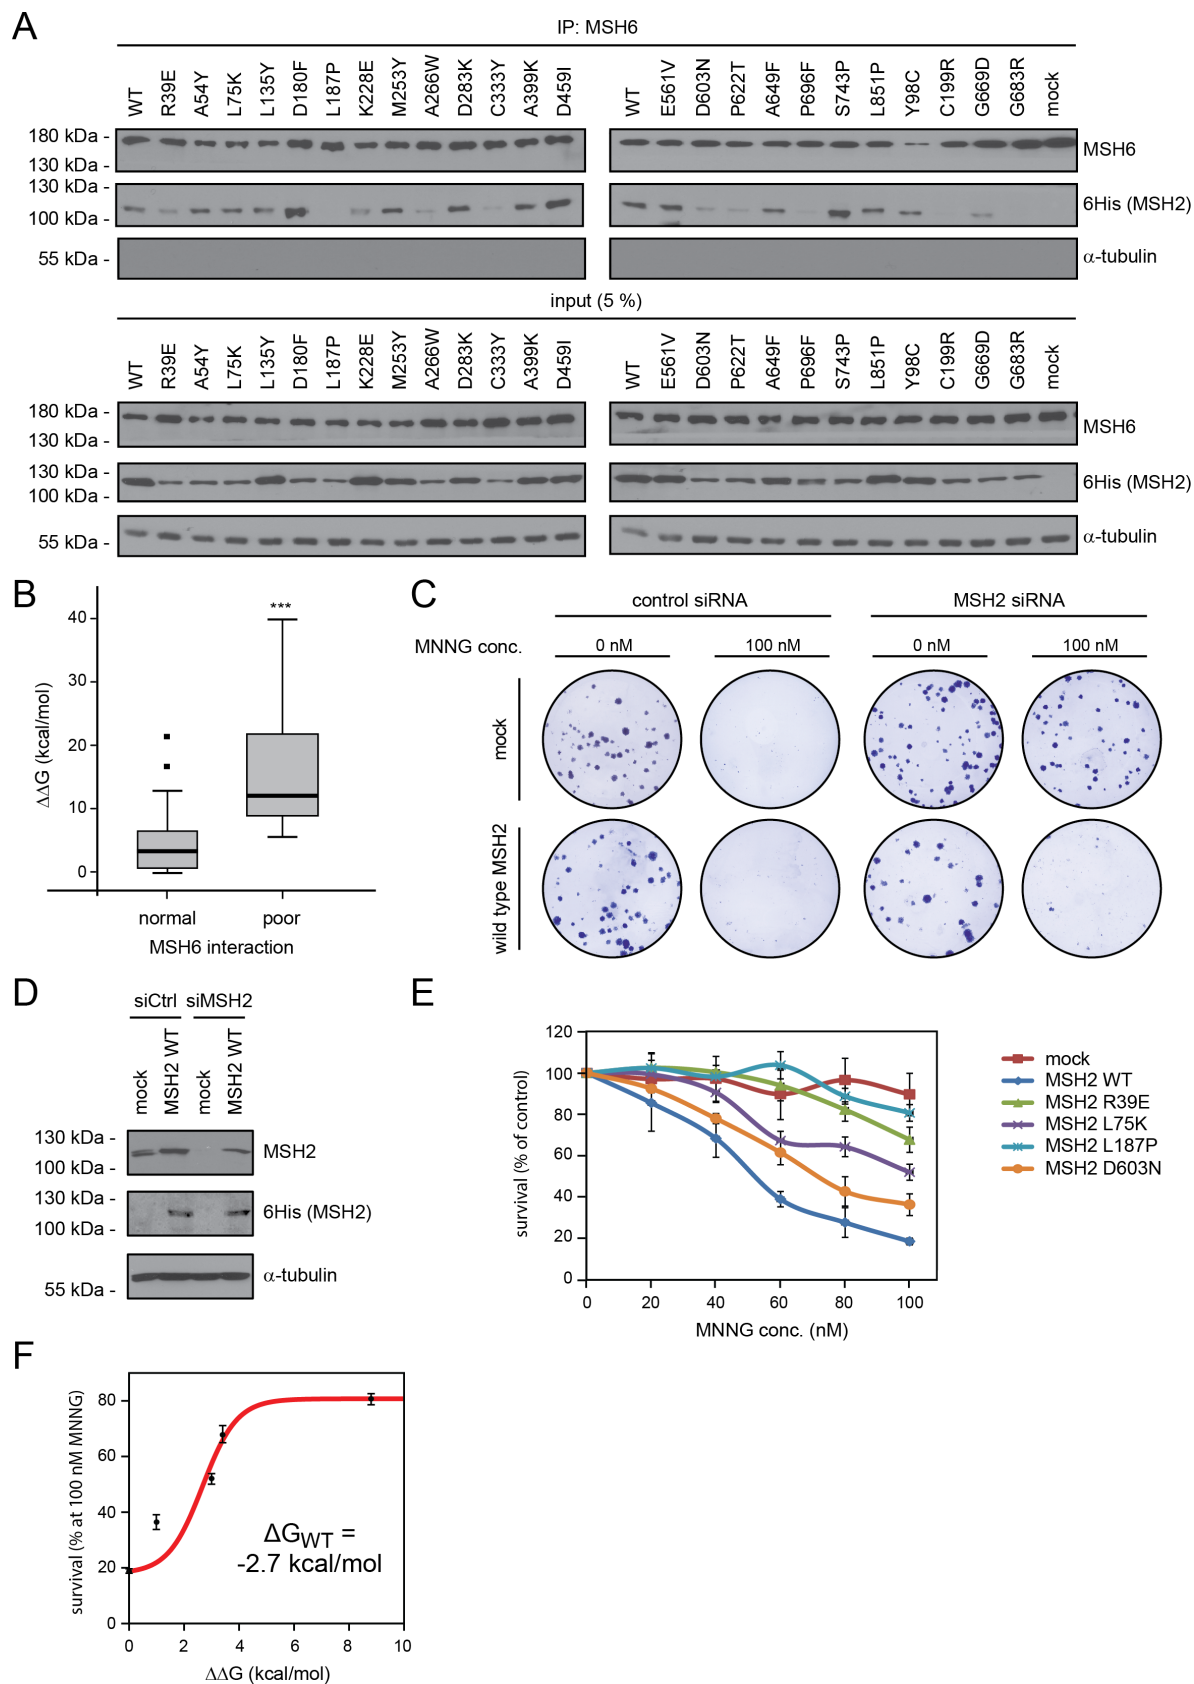 A
IP: MSH6
WT R39E A54Y L75K L135Y D180F L187P K228E M253Y A266W D283K C333Y A399K D459I WT E561V D603N P622T A649F P696F S743P L851P Y98C C199R G669D G683R mock
180 kDa -
130 kDa -
MSH6
130 kDa -
100 kDa -
6His (MSH2)
55 kDa -
α-tubulin
input (5 %)
WT R39E A54Y L75K L135Y D180F L187P K228E M253Y A266W D283K C333Y A399K D459I WT E561V D603N P622T A649F P696F S743P L851P Y98C C199R G669D G683R mock
180 kDa -
130 kDa -
MSH6
130 kDa -
100 kDa -
6His (MSH2)
55 kDa -
α-tubulin
B
ΔΔG (kcal/mol)
40
30
20
10
0
***
normal poor
MSH6 interaction
C
control siRNA MSH2 siRNA
MNNG conc. 0 nM 100 nM 0 nM 100 nM
mock
wild type MSH2
D
siCtrl siMSH2
mock MSH2 WT mock MSH2 WT
130 kDa -
100 kDa -
MSH2
130 kDa -
100 kDa -
6His (MSH2)
55 kDa -
α-tubulin
E
survival (% of control)
120
100
80
60
40
20
0
0 20 40 60 80 100
MNNG conc. (nM)
mock
MSH2 WT
MSH2 R39E
MSH2 L75K
MSH2 L187P
MSH2 D603N
F
survival (% at 100 nM MNNG)
80
60
40
20
0
ΔGWT =
-2.7 kcal/mol
0 2 4 6 8 10
ΔΔG (kcal/mol)